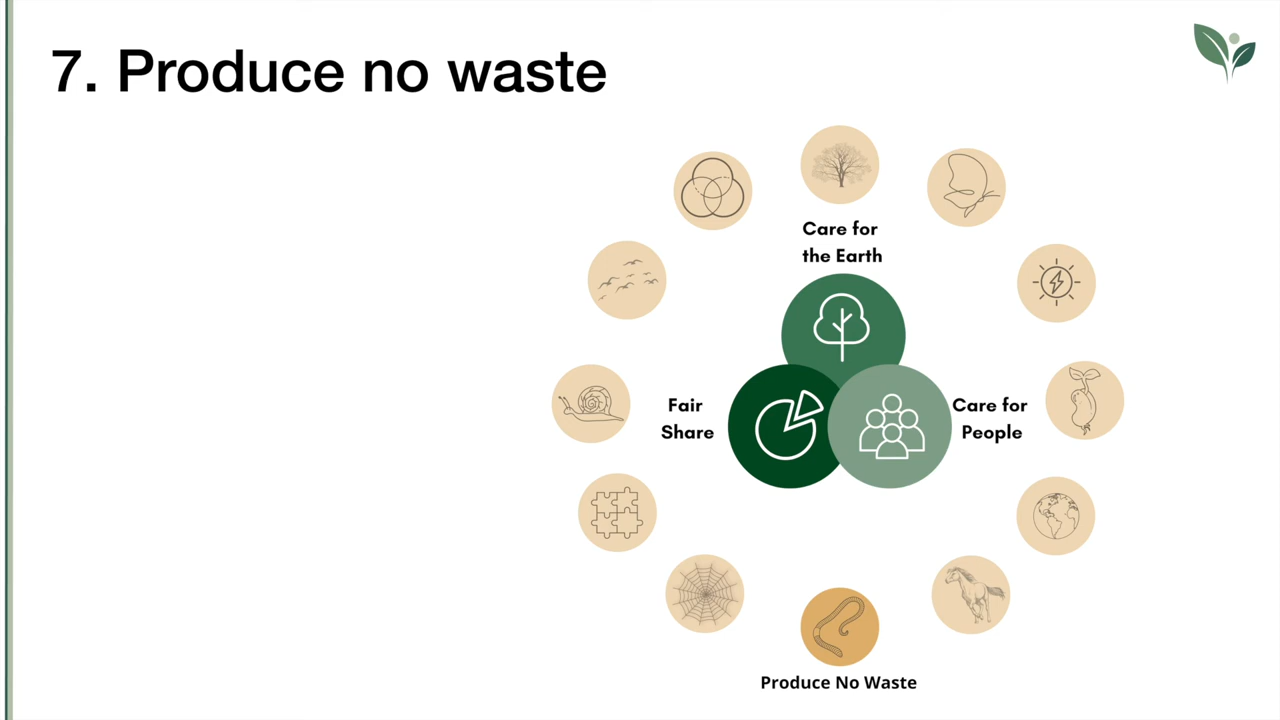 7. Produce no waste
Care for
the Earth
Fair
Share
Care for
People
Produce No Waste